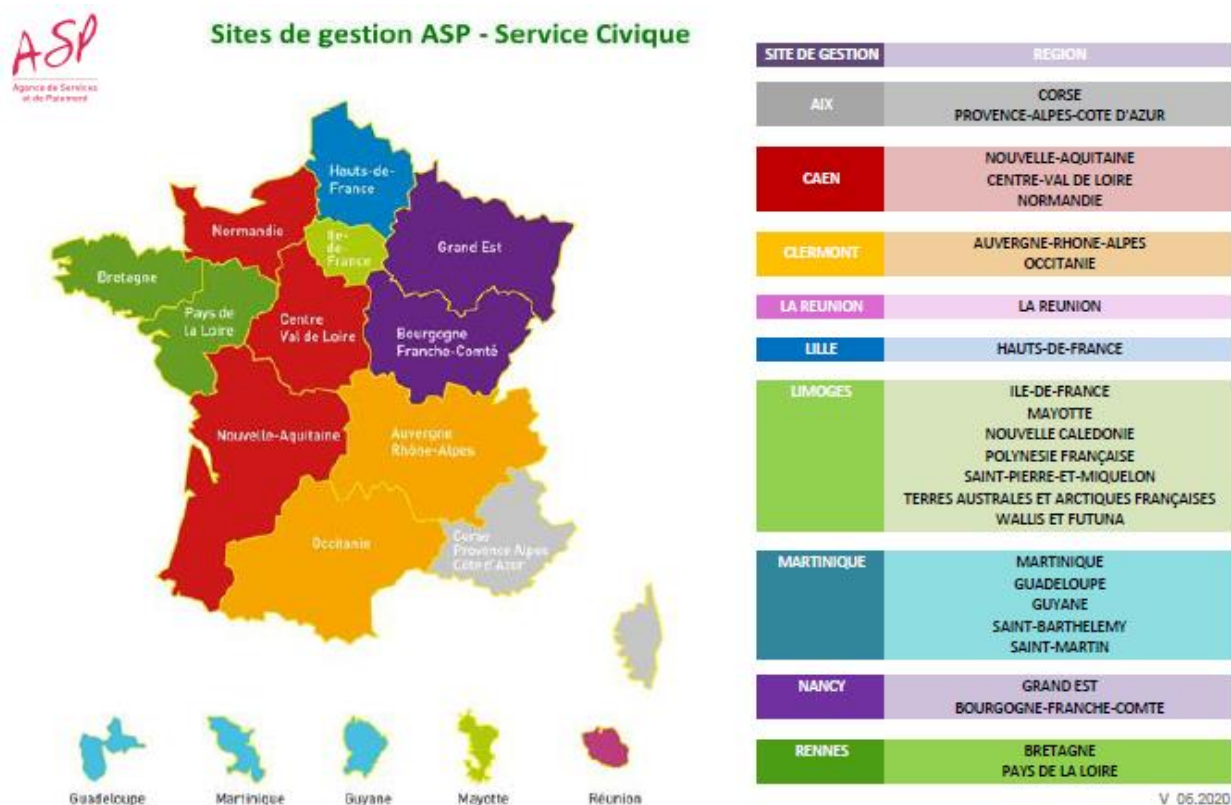 ASP
Agence de Services
et de Paiement
Sites de gestion ASP - Service Civique
Hauts-de-
France
Normandie
Ile-
de-
France
Grand Est
Bretagne
Pays de
la Loire
Centre
Val de Loire
Bourgogne
Franche-Comté
Nouvelle-Aquitaine
Auvergne
Rhône-Alpes
Occitanie
Corse
Provence Alpes
Côte d'Azur
Guadeloupe
Martinique
Guyane
Mayotte
Réunion
SITE DE GESTION REGION
AIX
CORSE
PROVENCE-ALPES-COTE D'AZUR
CAEN
NOUVELLE-AQUITAINE
CENTRE-VAL DE LOIRE
NORMANDIE
CLERMONT
AUVERGNE-RHONE-ALPES
OCCITANIE
LA REUNION LA REUNION
LILLE HAUTS-DE-FRANCE
LIMOGES ILE-DE-FRANCE
MAYOTTE
NOUVELLE CALEDONIE
POLYNESIE FRANÇAISE
SAINT-PIERRE-ET-MIQUELON
TERRES AUSTRALES ET ARCTIQUES FRANÇAISES
WALLIS ET FUTUNA
MARTINIQUE MARTINIQUE
GUADELOUPE
GUYANE
SAINT-BARTHELEMY
SAINT-MARTIN
NANCY GRAND EST
BOURGOGNE-FRANCHE-COMTE
RENNES BRETAGNE
PAYS DE LA LOIRE
V_06.2020